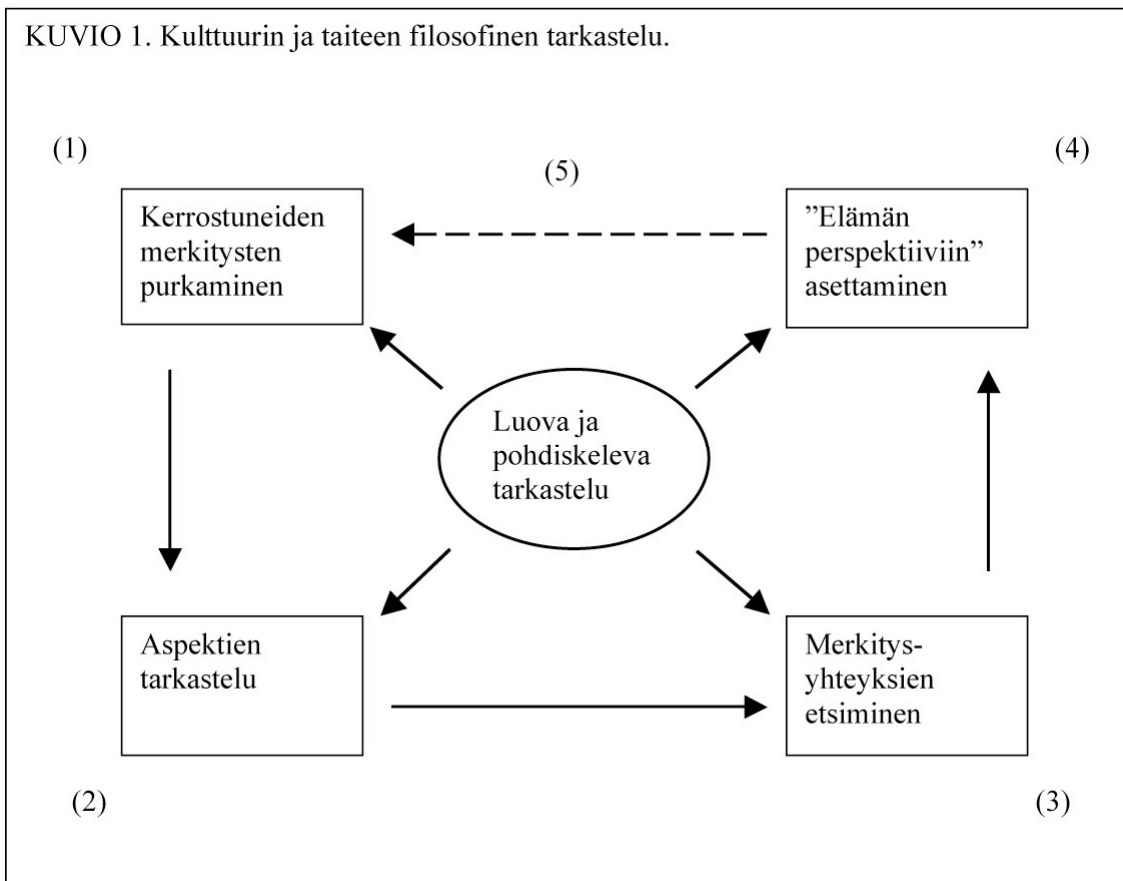 KUVIO 1. Kulttuurin ja taiteen filosofinen tarkastelu.
(1)
(5)
(4)
Kerrostuneiden
merkitysten
purkaminen
”Elämän
perspektiiviin”
asettaminen
Luova ja
pohdiskeleva
tarkastelu
Aspektien
tarkastelu
Merkitys-
yhteyksien
etsiminen
(2)
(3)